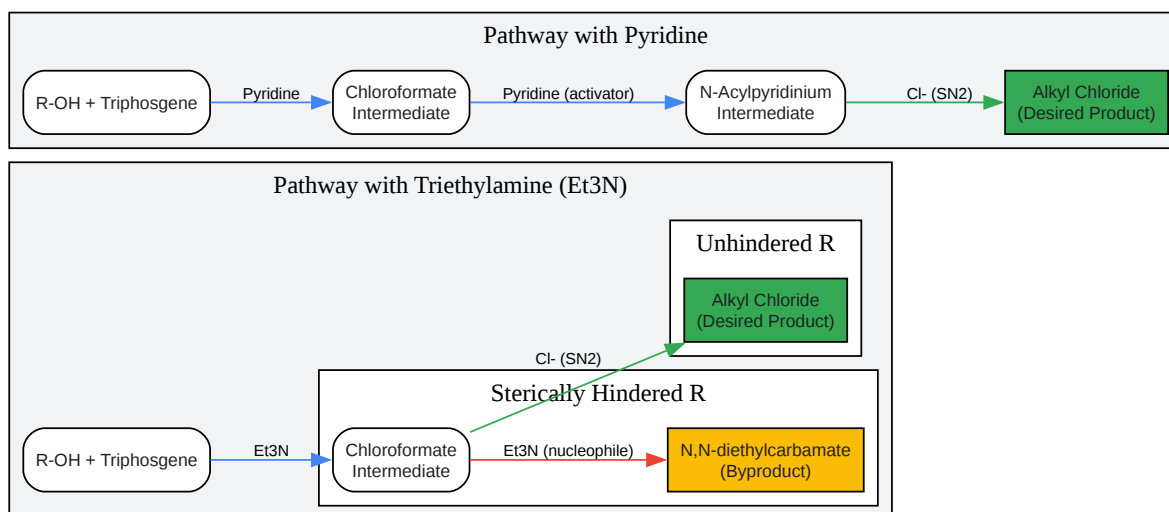 Pathway with Pyridine
R-OH + Triphosgene
Pyridine
Chloroformate
Intermediate
Pyridine (activator)
N-Acylpyridinium
Intermediate
Cl- (SN2)
Alkyl Chloride
(Desired Product)
Pathway with Triethylamine (Et3N)
Unhindered R
Alkyl Chloride
(Desired Product)
Cl- (SN2)
Sterically Hindered R
R-OH + Triphosgene
Et3N
Chloroformate
Intermediate
Et3N (nucleophile)
N,N-diethylcarbamate
(Byproduct)